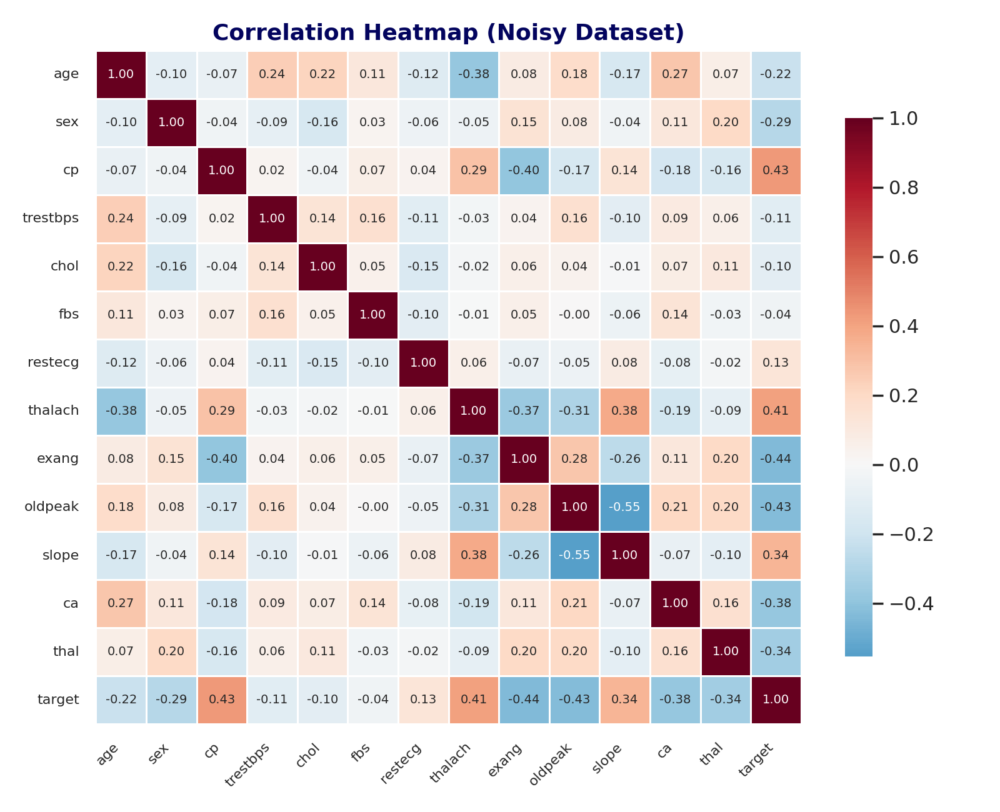 Correlation Heatmap (Noisy Dataset)
age 1.00 -0.10 -0.07 0.24 0.22 0.11 -0.12 -0.38 0.08 0.18 -0.17 0.27 0.07 -0.22
sex -0.10 1.00 -0.04 -0.09 -0.16 0.03 -0.06 -0.05 0.15 0.08 -0.04 0.11 0.20 -0.29
cp -0.07 -0.04 1.00 0.02 -0.04 0.07 0.04 0.29 -0.40 -0.17 0.14 -0.18 -0.16 0.43
trestbps 0.24 -0.09 0.02 1.00 0.14 0.16 -0.11 -0.03 0.04 0.16 -0.10 0.09 0.06 -0.11
chol 0.22 -0.16 -0.04 0.14 1.00 0.05 -0.15 -0.02 0.06 0.04 -0.01 0.07 0.11 -0.10
fbs 0.11 0.03 0.07 0.16 0.05 1.00 -0.10 -0.01 0.05 -0.00 -0.06 0.14 -0.03 -0.04
restecg -0.12 -0.06 0.04 -0.11 -0.15 -0.10 1.00 0.06 -0.07 -0.05 0.08 -0.08 -0.02 0.13
thalach -0.38 -0.05 0.29 -0.03 -0.02 -0.01 0.06 1.00 -0.37 -0.31 0.38 -0.19 -0.09 0.41
exang 0.08 0.15 -0.40 0.04 0.06 0.05 -0.07 -0.37 1.00 0.28 -0.26 0.11 0.20 -0.44
oldpeak 0.18 0.08 -0.17 0.16 0.04 -0.00 -0.05 -0.31 0.28 1.00 -0.55 0.21 0.20 -0.43
slope -0.17 -0.04 0.14 -0.10 -0.01 -0.06 0.08 0.38 -0.26 -0.55 1.00 -0.07 -0.10 0.34
ca 0.27 0.11 -0.18 0.09 0.07 0.14 -0.08 -0.19 0.11 0.21 -0.07 1.00 0.16 -0.38
thal 0.07 0.20 -0.16 0.06 0.11 -0.03 -0.02 -0.09 0.20 0.20 -0.10 0.16 1.00 -0.34
target -0.22 -0.29 0.43 -0.11 -0.10 -0.04 0.13 0.41 -0.44 -0.43 0.34 -0.38 -0.34 1.00
age sex cp trestbps chol fbs restecg thalach exang oldpeak slope ca thal target
1.0
0.8
0.6
0.4
0.2
0.0
−0.2
−0.4